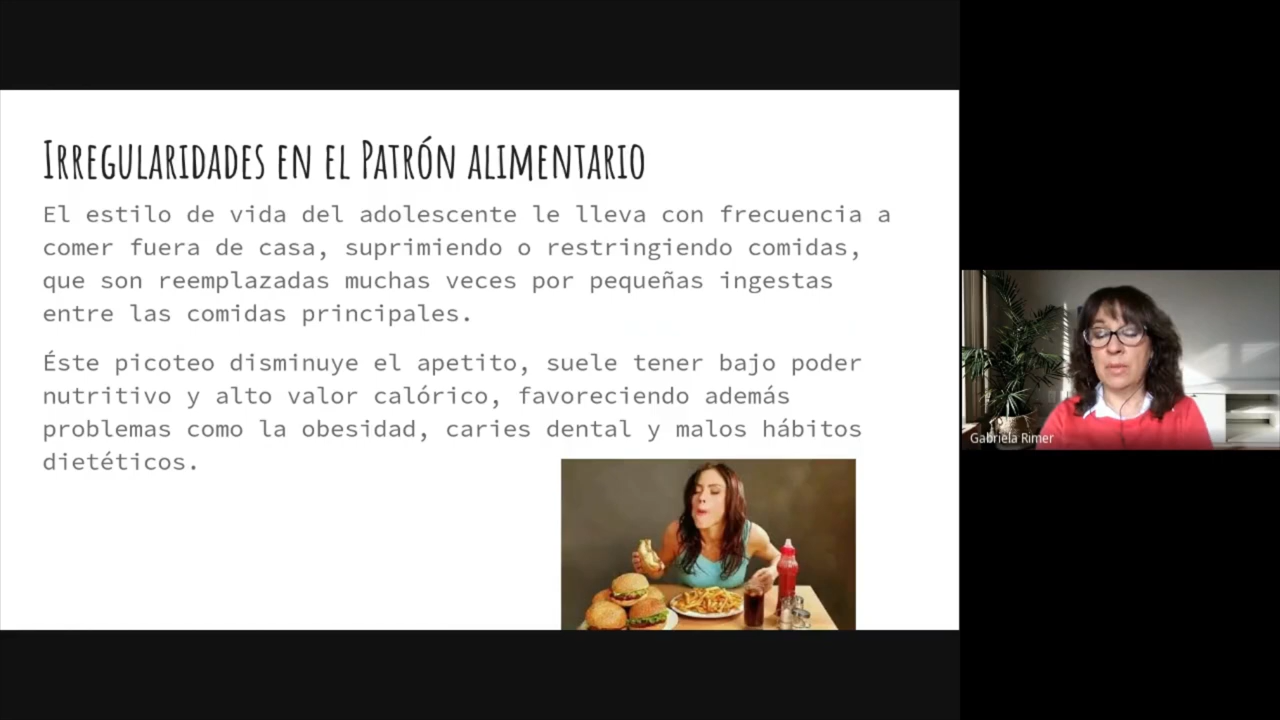 Irregularidades en el Patrón alimentario
El estilo de vida del adolescente le lleva con frecuencia a
comer fuera de casa, suprimiendo o restringiendo comidas,
que son reemplazadas muchas veces por pequeñas ingestas
entre las comidas principales.
Éste picoteo disminuye el apetito, suele tener bajo poder
nutritivo y alto valor calórico, favoreciendo además
problemas como la obesidad, caries dental y malos hábitos
dietéticos.
Gabriela Rimer